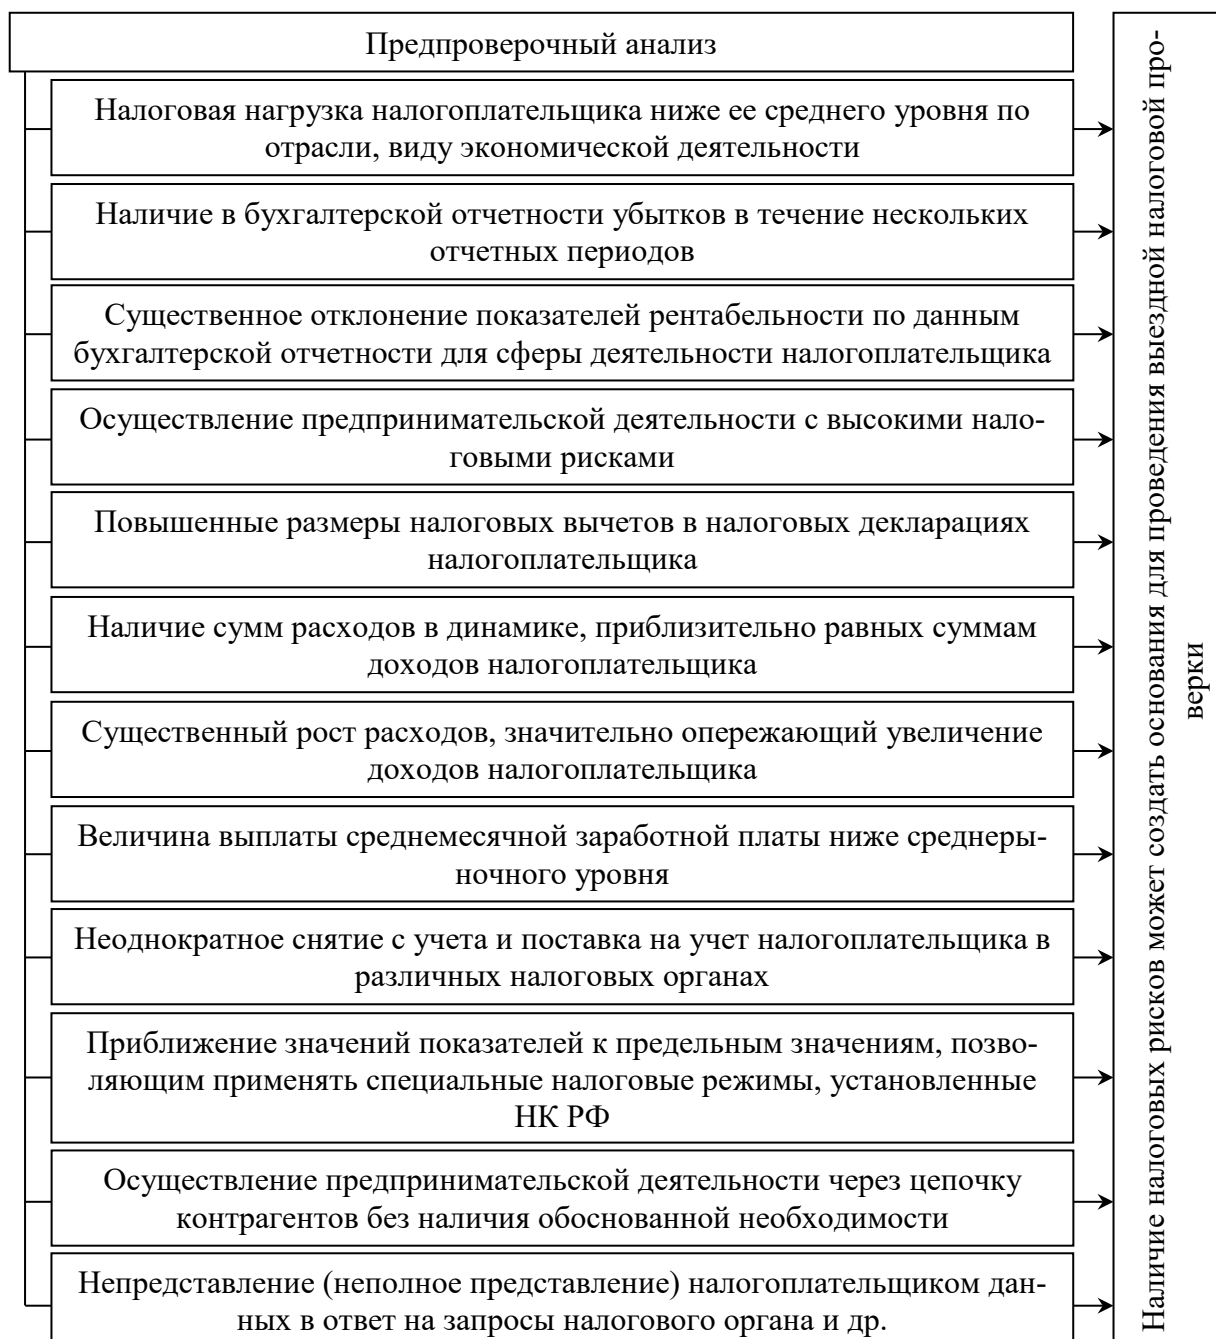 Предпроверочный анализ
Налоговая нагрузка налогоплательщика ниже ее среднего уровня по
отрасли, виду экономической деятельности
Наличие в бухгалтерской отчетности убытков в течение нескольких
отчетных периодов
Существенное отклонение показателей рентабельности по данным
бухгалтерской отчетности для сферы деятельности налогоплательщика
Осуществление предпринимательской деятельности с высокими нало-
говыми рисками
Повышенные размеры налоговых вычетов в налоговых декларациях
налогоплательщика
Наличие сумм расходов в динамике, приблизительно равных суммам
доходов налогоплательщика
Существенный рост расходов, значительно опережающий увеличение
доходов налогоплательщика
Величина выплаты среднемесячной заработной платы ниже среднеры-
ночного уровня
Неоднократное снятие с учета и поставка на учет налогоплательщика в
различных налоговых органах
Приближение значений показателей к предельным значениям, позво-
ляющим применять специальные налоговые режимы, установленные
НК РФ
Осуществление предпринимательской деятельности через цепочку
контрагентов без наличия обоснованной необходимости
Непредставление (неполное представление) налогоплательщиком дан-
ных в ответ на запросы налогового органа и др.
Наличие налоговых рисков может создать основания для проведения выездной налоговой про-
верки